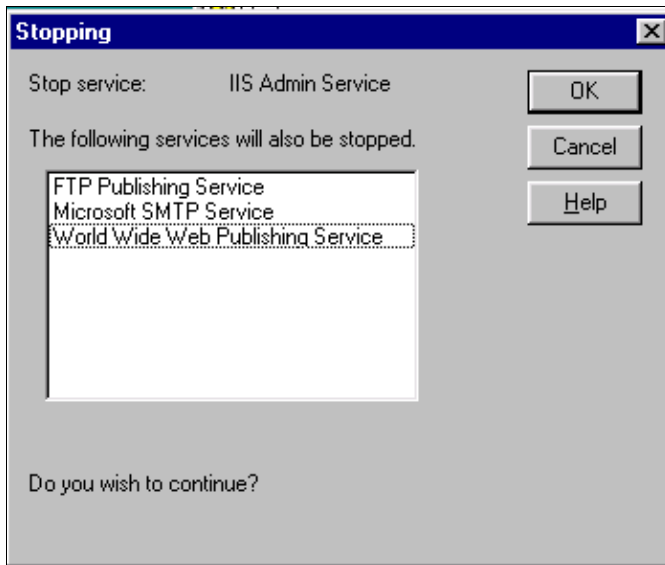 Stopping
Stop service: IIS Admin Service
OK
The following services will also be stopped.
Cancel
FTP Publishing Service
Microsoft SMTP Service
World Wide Web Publishing Service
Help
Do you wish to continue?